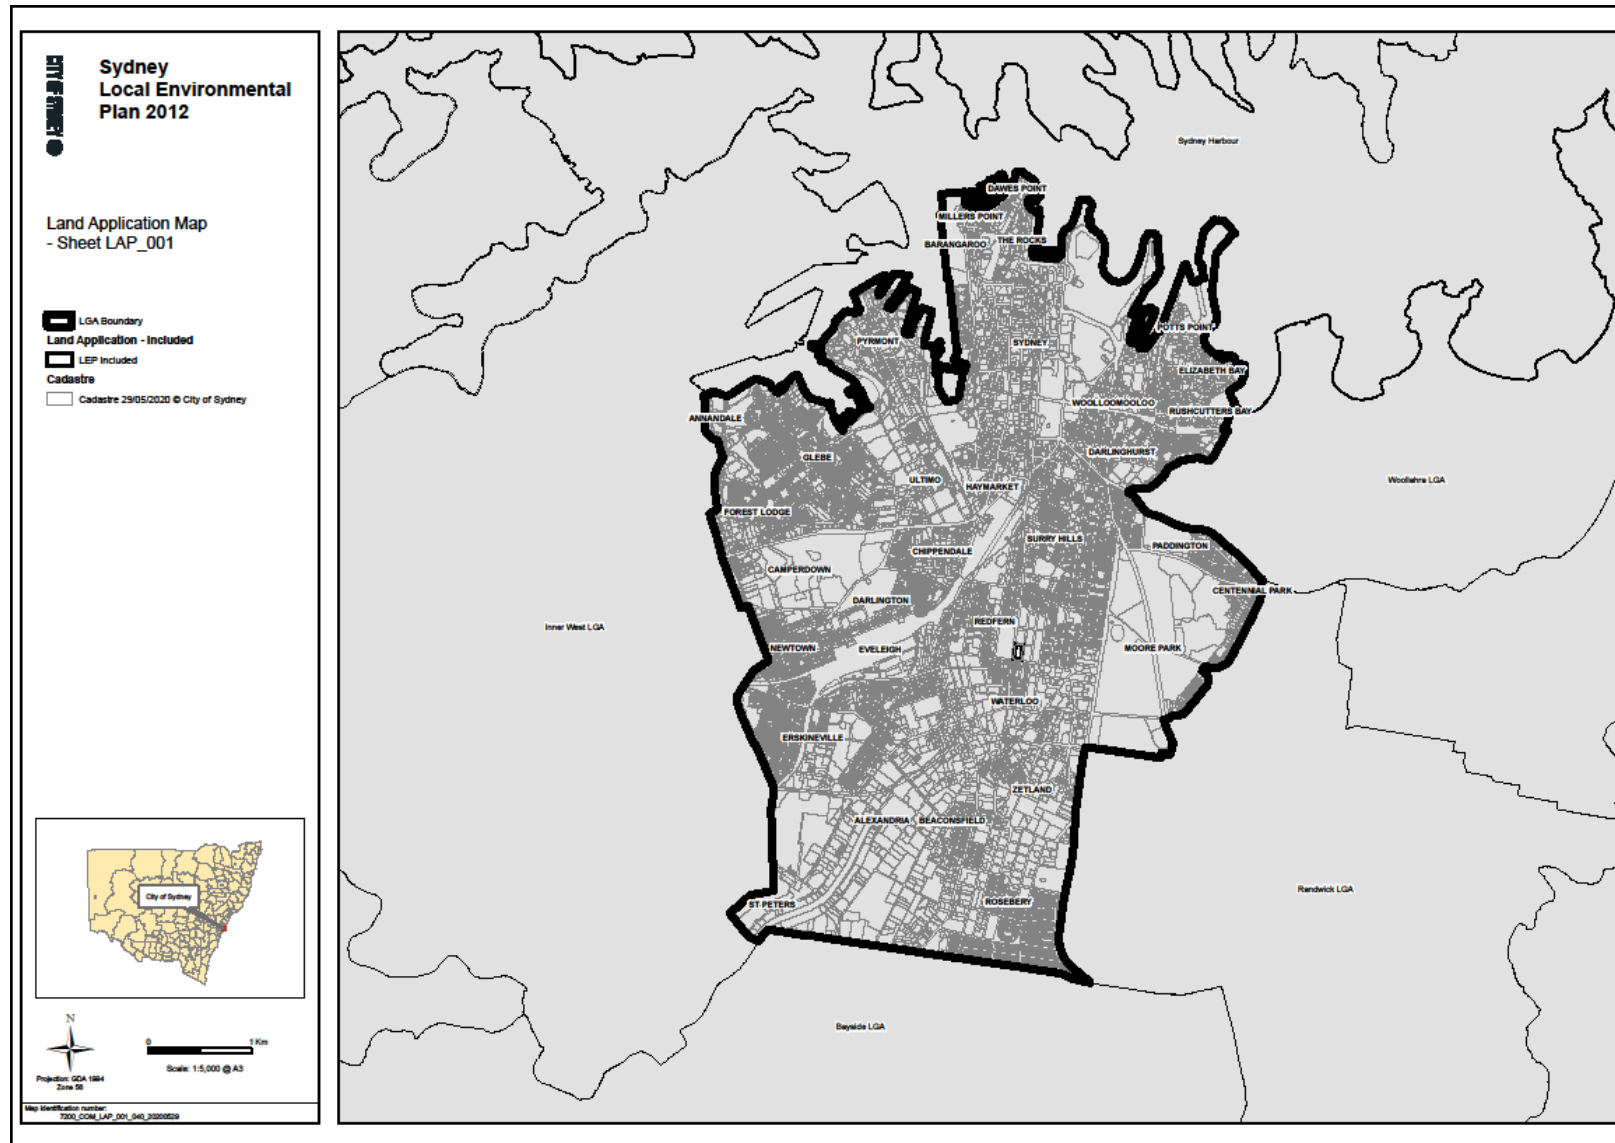 CITY OF SYDNEY
Sydney
Local Environmental
Plan 2012
Land Application Map
- Sheet LAP_001
LGA Boundary
Land Application - Included
LEP Included
Cadastre
Cadastre 29/05/2020 © City of Sydney
City of Sydney
N
0 1 Km
Scale: 1:5,000 @ A3
Projection: GDA 1994
Zone 56
Map identification number:
7200_COM_LAP_001_040_20200529
Sydney Harbour
DAWES POINT
MILLERS POINT
BARANGAROO
THE ROCKS
POTTS POINT
PYRMONT
SYDNEY
ELIZABETH BAY
WOOLLOOMOOLOO
RUSHCUTTERS BAY
ANNANDALE
DARLINGHURST
GLEBE
ULTIMO
HAYMARKET
Woollahra LGA
FOREST LODGE
SURRY HILLS
PADDINGTON
CHIPPENDALE
CAMPERDOWN
CENTENNIAL PARK
DARLINGTON
REDFERN
Inner West LGA
NEWTOWN
EVELEIGH
MOORE PARK
WATERLOO
ERSKINEVILLE
ZETLAND
ALEXANDRIA
BEACONSFIELD
Randwick LGA
ST PETERS
ROSEBERY
Bayside LGA